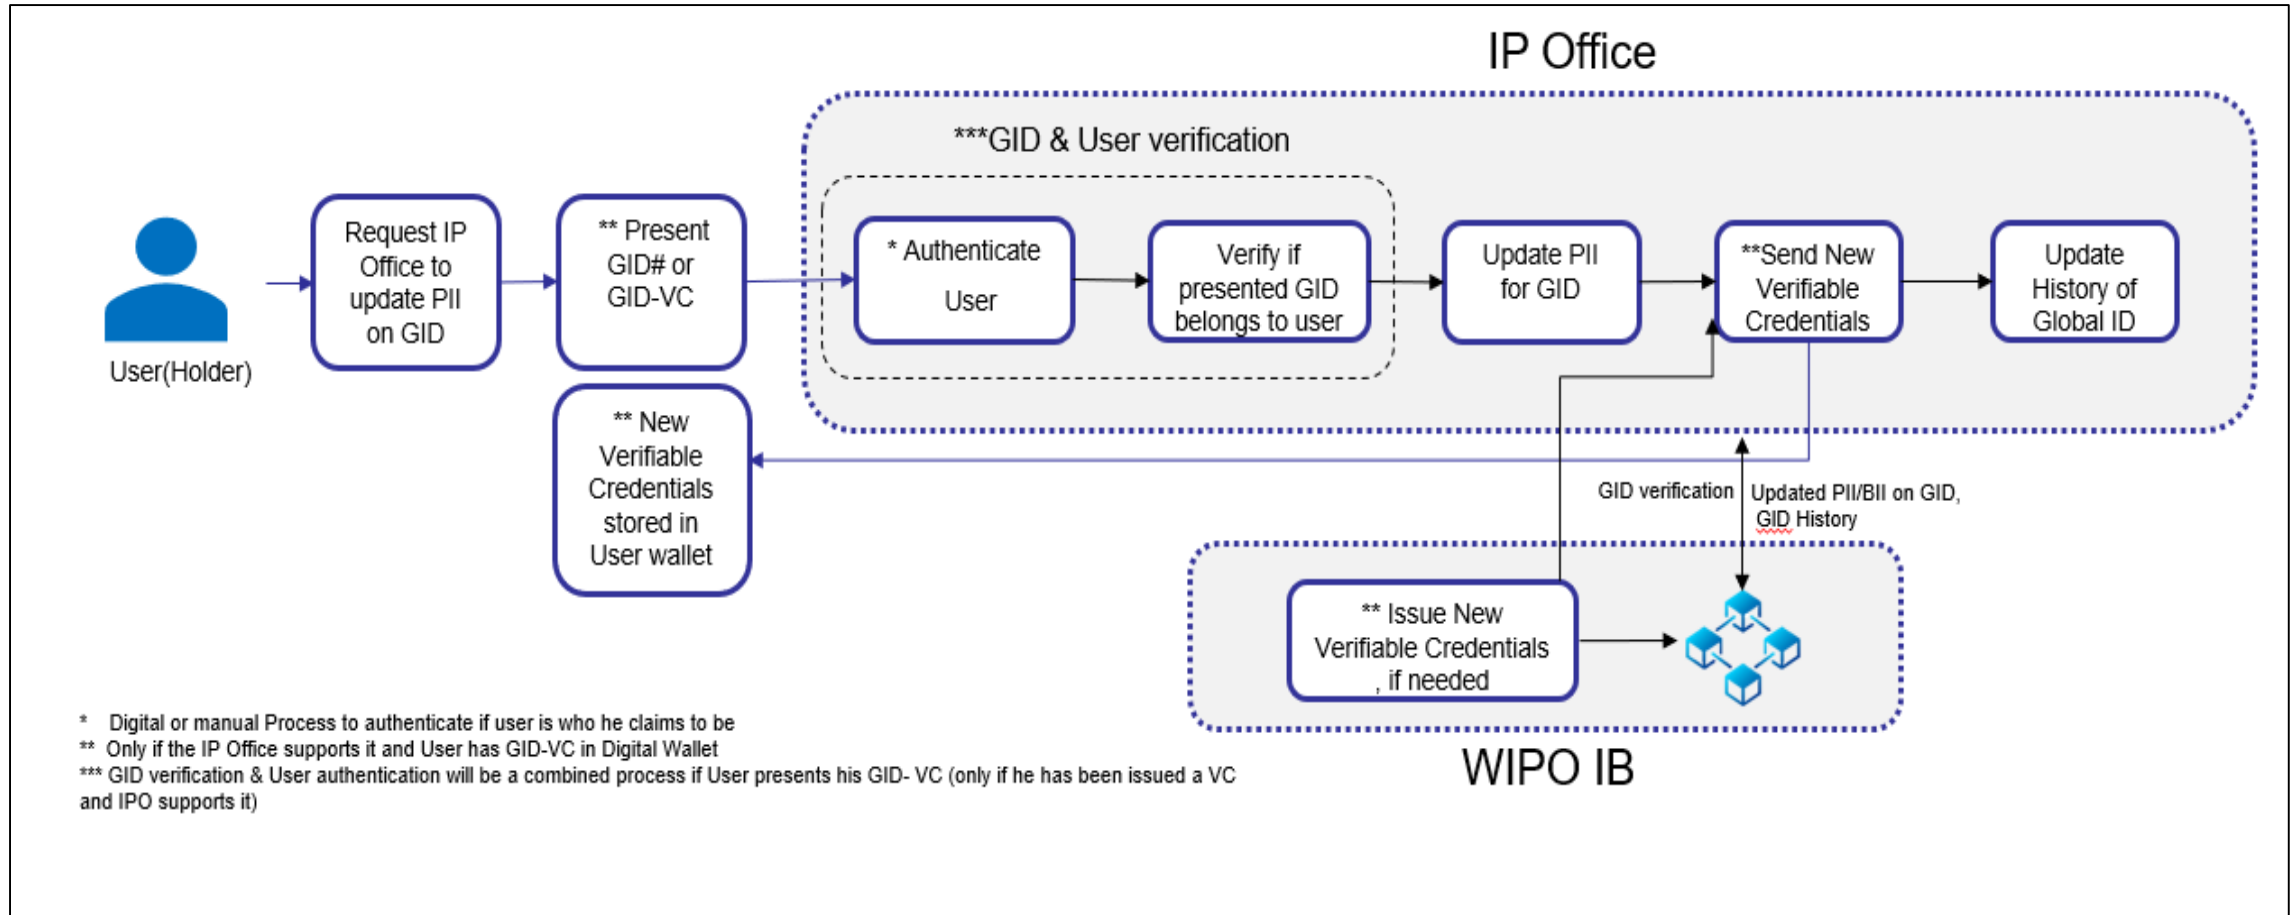 IP Office
***GID & User verification
Request IP
Office to
update PII
on GID
** Present
GID# or
GID-VC
* Authenticate
User
Verify if
presented GID
belongs to user
Update PII
for GID
**Send New
Verifiable
Credentials
Update
History of
Global ID
User(Holder)
** New
Verifiable
Credentials
stored in
User wallet
GID verification
Updated PII/BII on GID,
GID History
** Issue New
Verifiable Credentials
, if needed
WIPO IB
* Digital or manual Process to authenticate if user is who he claims to be
** Only if the IP Office supports it and User has GID-VC in Digital Wallet
*** GID verification & User authentication will be a combined process if User presents his GID- VC (only if he has been issued a VC
and IPO supports it)